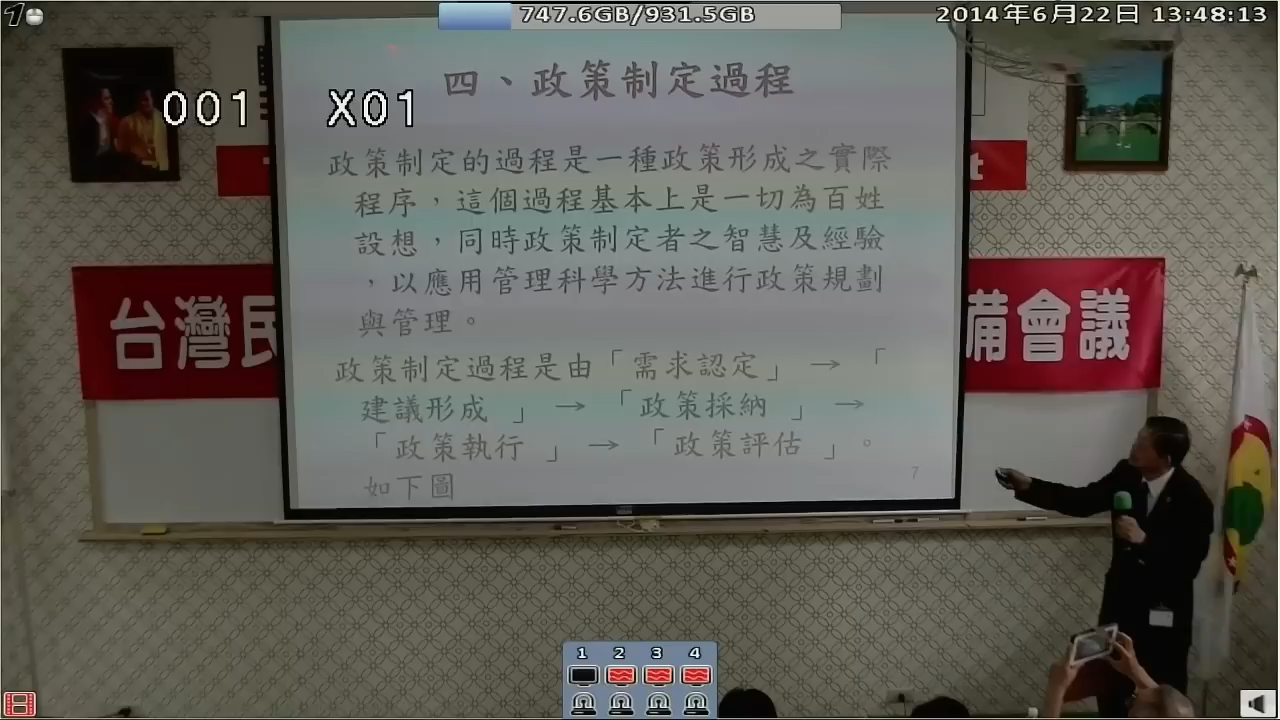 747.6GB/931.5GB
2014年6月22日 13:48:13
001 X01
四、政策制定過程
政策制定的過程是一種政策形成之實際
程序，這個過程基本上是一切為百姓
設想，同時政策制定者之智慧及經驗
，以應用管理科學方法進行政策規劃
與管理。
政策制定過程是由「需求認定」 → 「
建議形成 」 → 「政策採納 」 →
「政策執行 」 → 「政策評估 」。
如下圖
7
台灣民
備會議
t
1 2 3 4